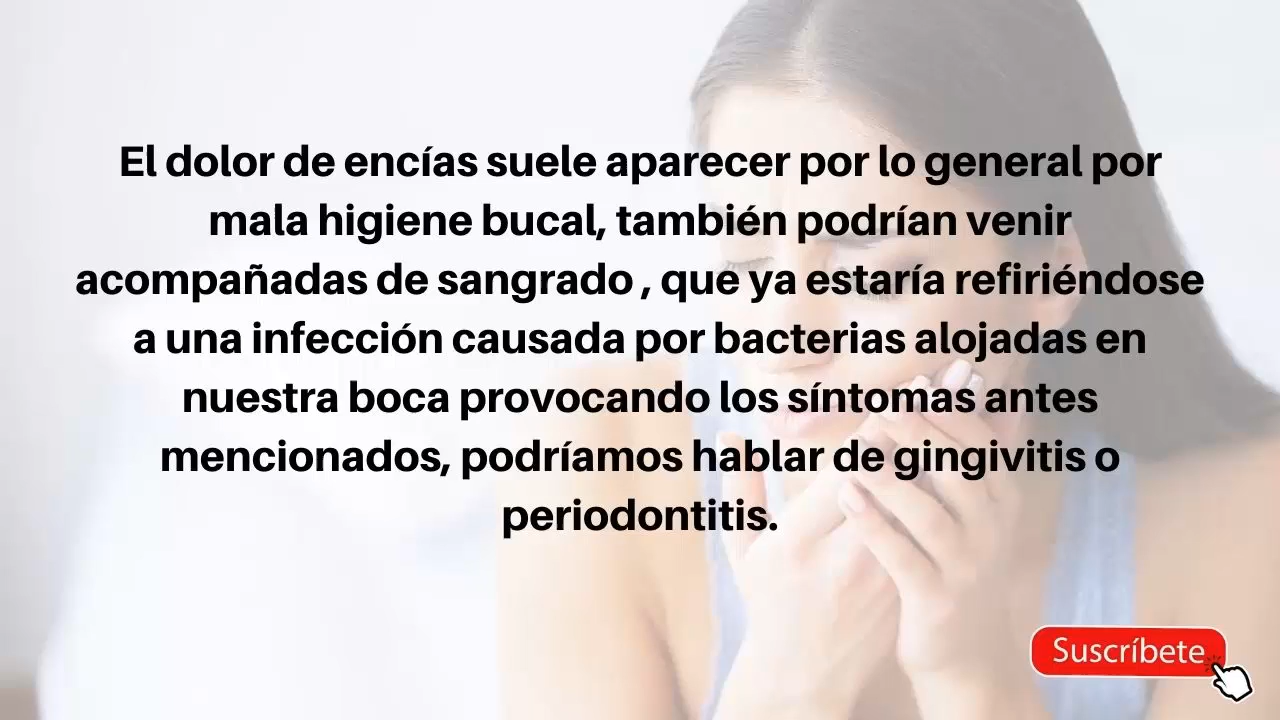 El dolor de encías suele aparecer por lo general por
mala higiene bucal, también podrían venir
acompañadas de sangrado , que ya estaría refiriéndose
a una infección causada por bacterias alojadas en
nuestra boca provocando los síntomas antes
mencionados, podríamos hablar de gingivitis o
periodontitis.
Suscríbete